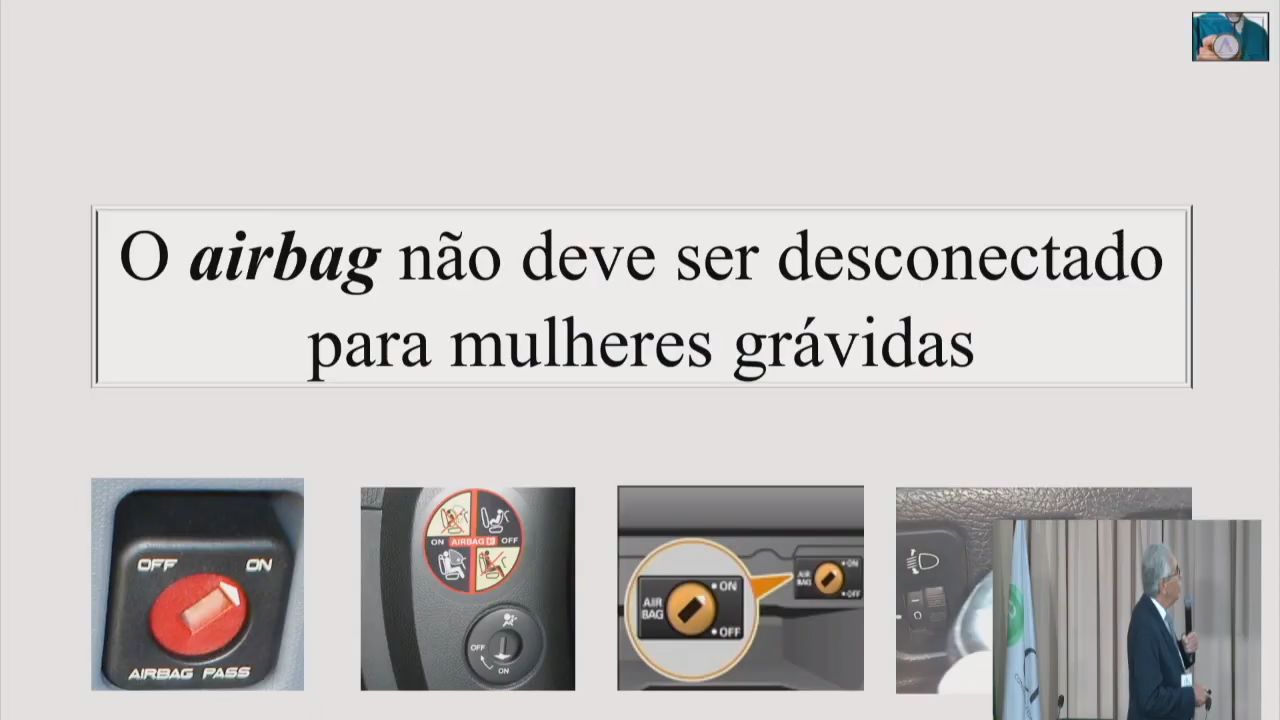 O airbag não deve ser desconectado
para mulheres grávidas
OFF ON
AIRBAG PASS
ON AIRBAG OFF
OFF
ON
AIR
BAG
ON
OFF
AIR
BAG
ON
OFF